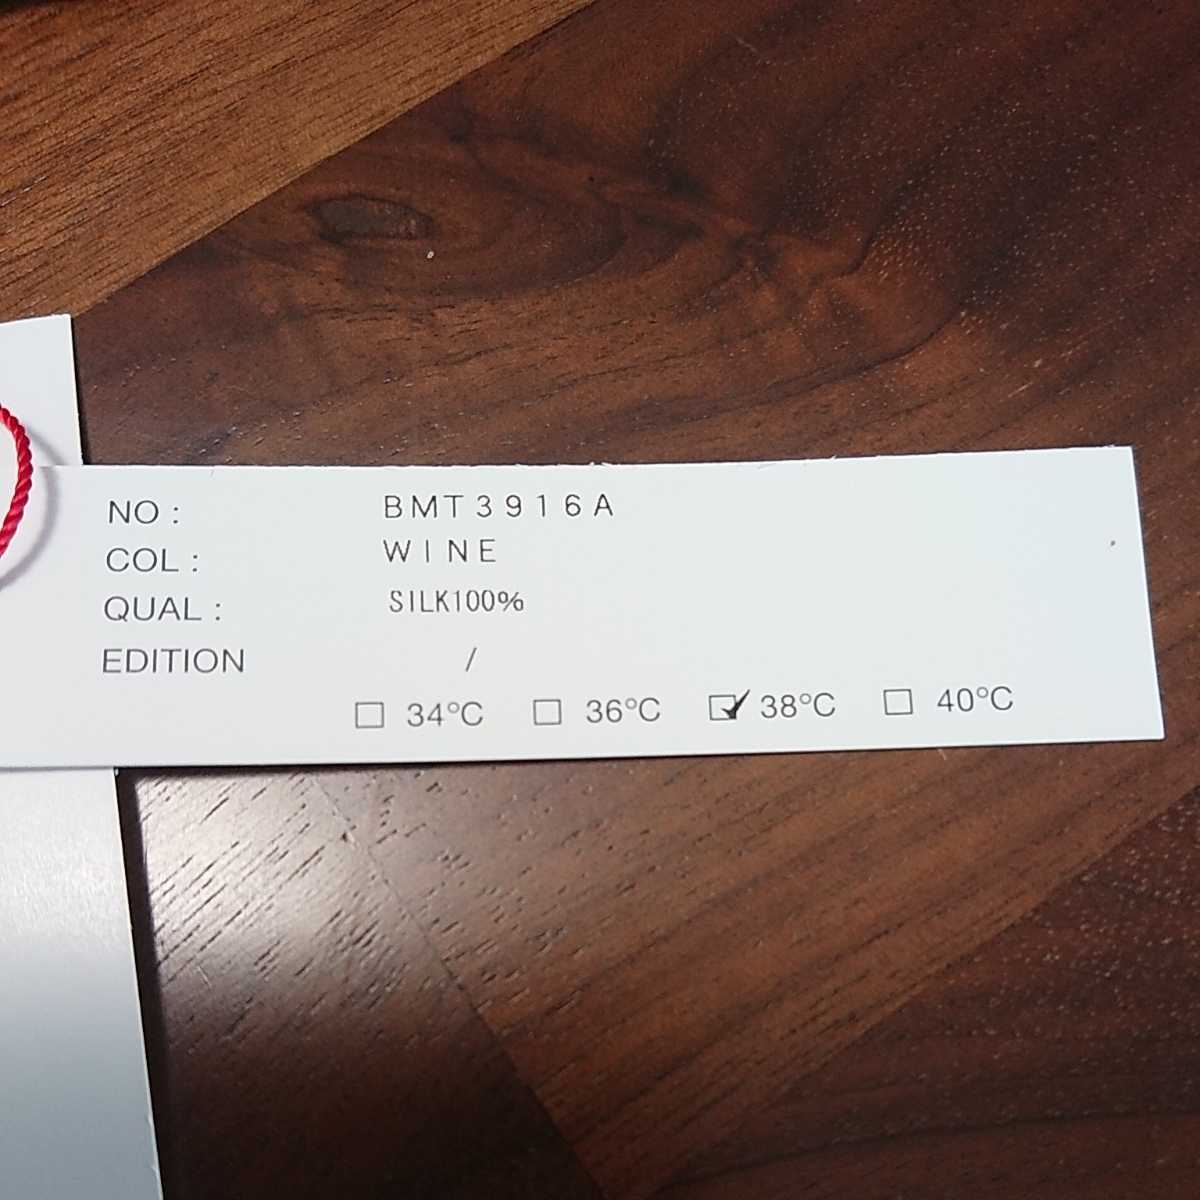 NO : BMT3916A
COL : WINE
QUAL : SILK100%
EDITION /
☐ 34°C ☐ 36°C ☑ 38°C ☐ 40°C